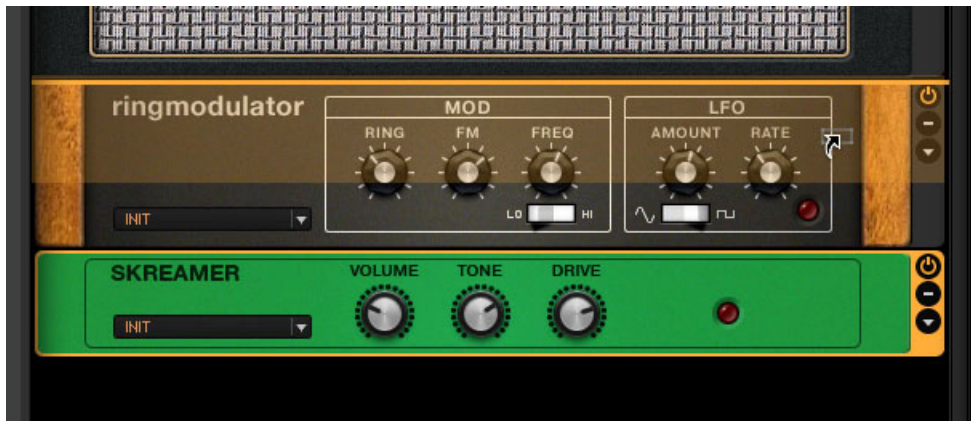 ringmodulator
MOD
LFO
RING FM FREQ
AMOUNT RATE
LO HI
INIT
SKREAMER
VOLUME TONE DRIVE
INIT